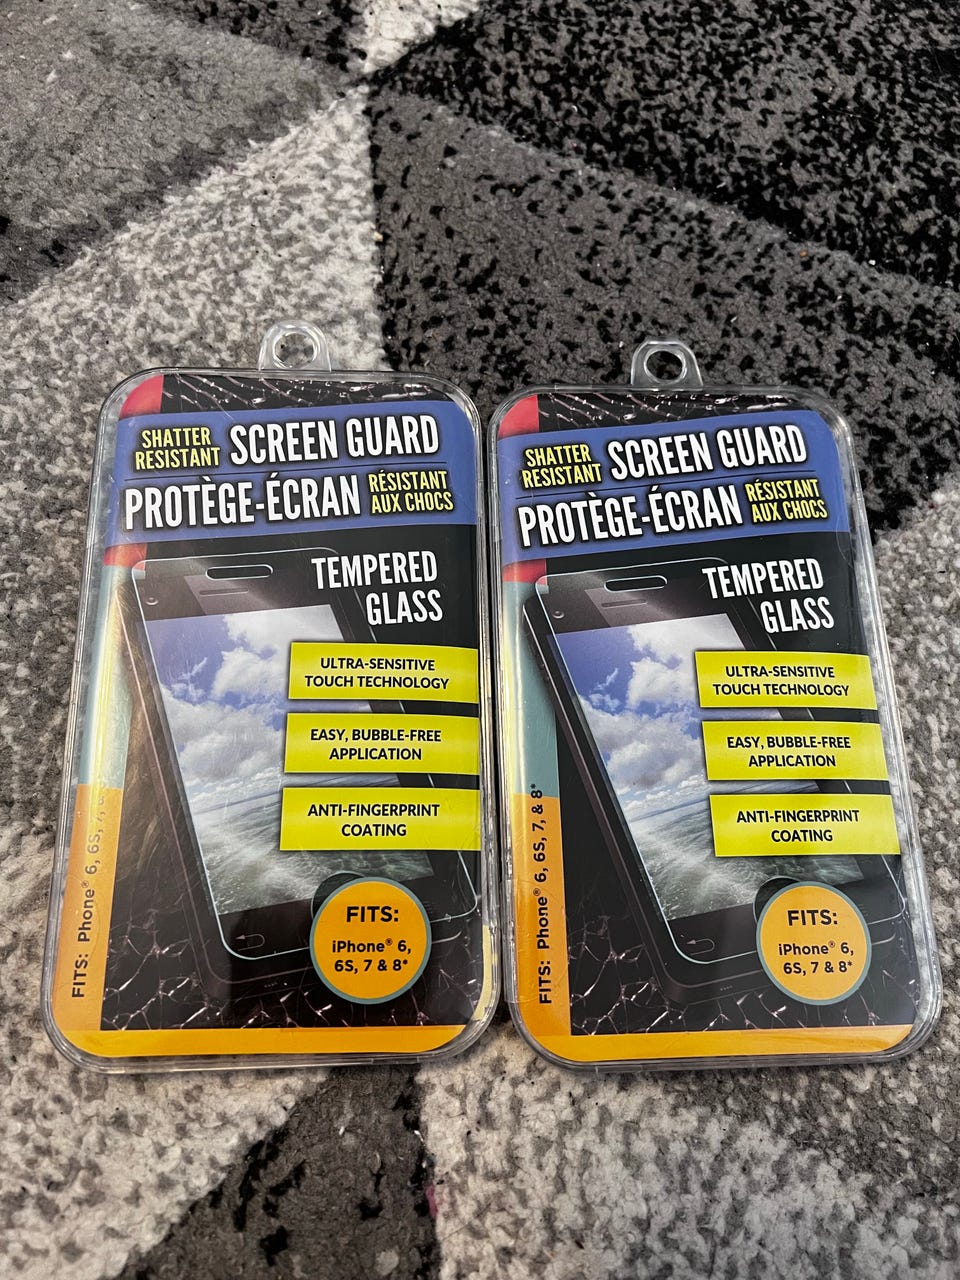 SHATTER
RESISTANT
SCREEN GUARD
PROTÈGE-ÉCRAN
RÉSISTANT
AUX CHOCS
TEMPERED
GLASS
ULTRA-SENSITIVE
TOUCH TECHNOLOGY
EASY, BUBBLE-FREE
APPLICATION
ANTI-FINGERPRINT
COATING
FITS:
iPhone® 6,
6S, 7 & 8*
FITS: Phone® 6, 6S, 7,
SHATTER
RESISTANT
SCREEN GUARD
PROTÈGE-ÉCRAN
RÉSISTANT
AUX CHOCS
TEMPERED
GLASS
ULTRA-SENSITIVE
TOUCH TECHNOLOGY
EASY, BUBBLE-FREE
APPLICATION
ANTI-FINGERPRINT
COATING
FITS:
iPhone® 6,
6S, 7 & 8*
FITS: Phone® 6, 6S, 7, & 8*